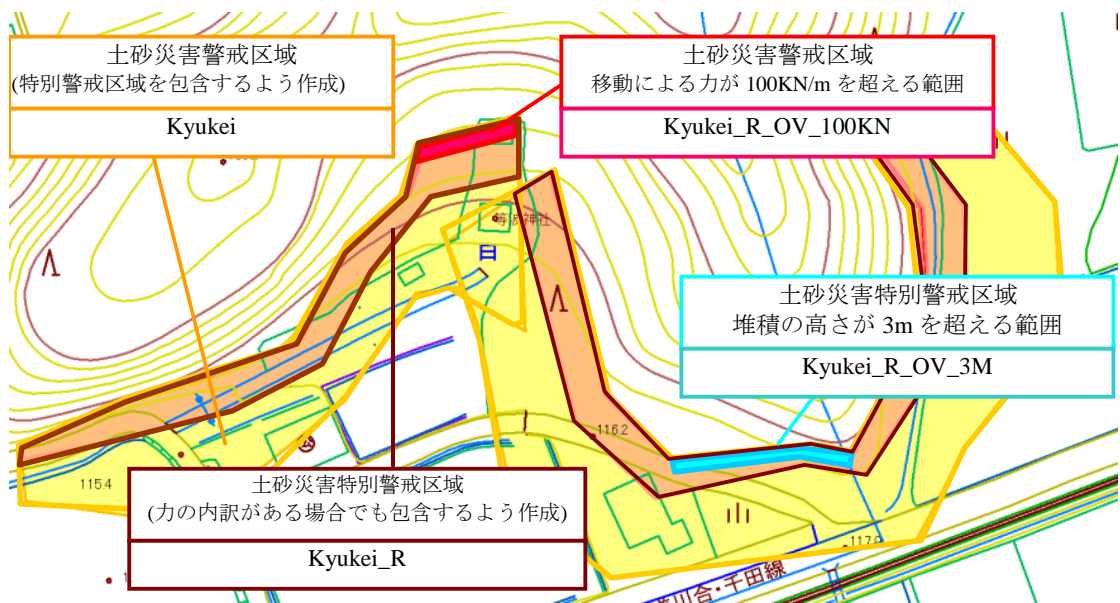 土砂災害警戒区域
(特別警戒区域を包含するよう作成)
Kyukei
土砂災害警戒区域
移動による力が 100KN/m を超える範囲
Kyukei_R_OV_100KN
土砂災害特別警戒区域
堆積の高さが 3m を超える範囲
Kyukei_R_OV_3M
116.2
115.4
土砂災害特別警戒区域
(力の内訳がある場合でも包含するよう作成)
Kyukei_R
川合・千田線